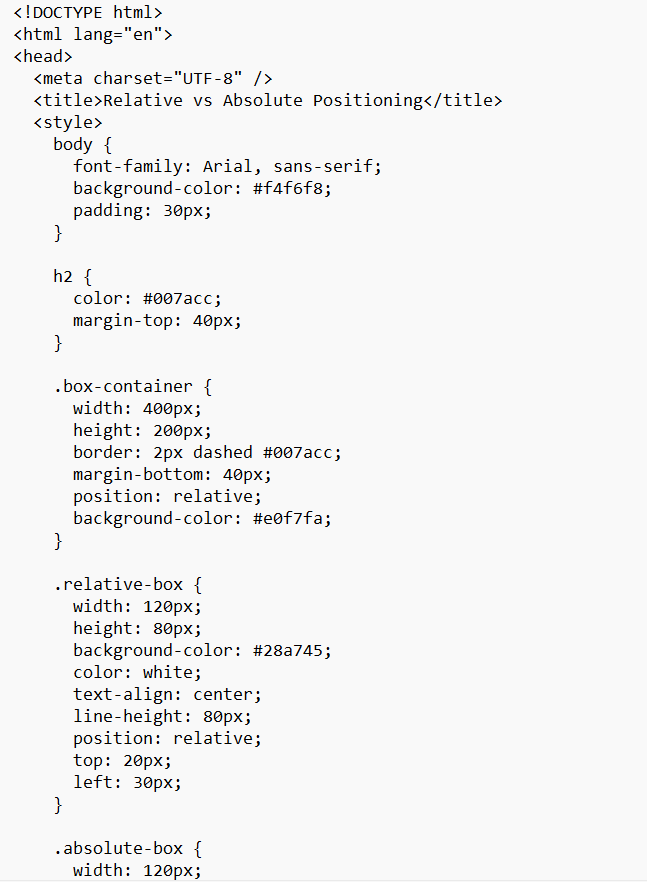 <!DOCTYPE html>
<html lang="en">
<head>
  <meta charset="UTF-8" />
  <title>Relative vs Absolute Positioning</title>
  <style>
    body {
      font-family: Arial, sans-serif;
      background-color: #f4f6f8;
      padding: 30px;
    }

    h2 {
      color: #007acc;
      margin-top: 40px;
    }

    .box-container {
      width: 400px;
      height: 200px;
      border: 2px dashed #007acc;
      margin-bottom: 40px;
      position: relative;
      background-color: #e0f7fa;
    }

    .relative-box {
      width: 120px;
      height: 80px;
      background-color: #28a745;
      color: white;
      text-align: center;
      line-height: 80px;
      position: relative;
      top: 20px;
      left: 30px;
    }

    .absolute-box {
      width: 120px;